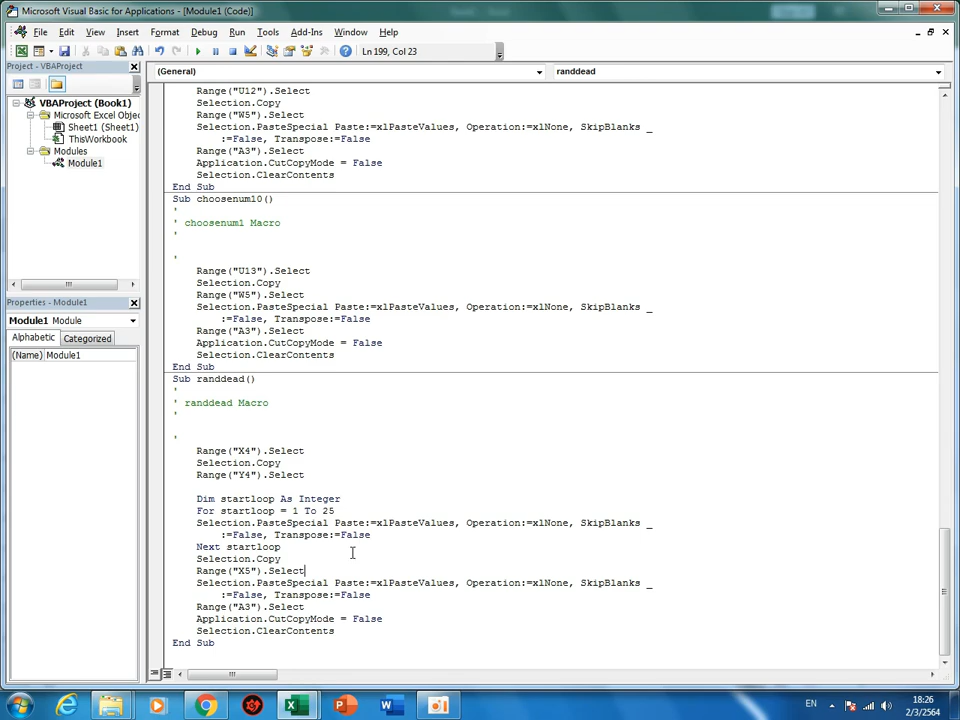 Microsoft Visual Basic for Applications - [Module1 (Code)]
File Edit View Insert Format Debug Run Tools Add-Ins Window Help
Ln 199, Col 23
Project - VBAProject
(General)
randdead
VBAProject (Book1)
Microsoft Excel Objec
Sheet1 (Sheet1)
ThisWorkbook
Modules
Module1
Properties - Module1
Module1 Module
Alphabetic Categorized
(Name) Module1
Range("U12").Select
Selection.Copy
Range("W5").Select
Selection.PasteSpecial Paste:=xlPasteValues, Operation:=xlNone, SkipBlanks _
:=False, Transpose:=False
Range("A3").Select
Application.CutCopyMode = False
Selection.ClearContents
End Sub
Sub choosenum10()
'
' choosenum1 Macro
'
'
Range("U13").Select
Selection.Copy
Range("W5").Select
Selection.PasteSpecial Paste:=xlPasteValues, Operation:=xlNone, SkipBlanks _
:=False, Transpose:=False
Range("A3").Select
Application.CutCopyMode = False
Selection.ClearContents
End Sub
Sub randdead()
'
' randdead Macro
'
'
Range("X4").Select
Selection.Copy
Range("Y4").Select
Dim startloop As Integer
For startloop = 1 To 25
Selection.PasteSpecial Paste:=xlPasteValues, Operation:=xlNone, SkipBlanks _
:=False, Transpose:=False
Next startloop
Selection.Copy
Range("X5").Select
Selection.PasteSpecial Paste:=xlPasteValues, Operation:=xlNone, SkipBlanks _
:=False, Transpose:=False
Range("A3").Select
Application.CutCopyMode = False
Selection.ClearContents
End Sub
EN
18:26
2/3/2564